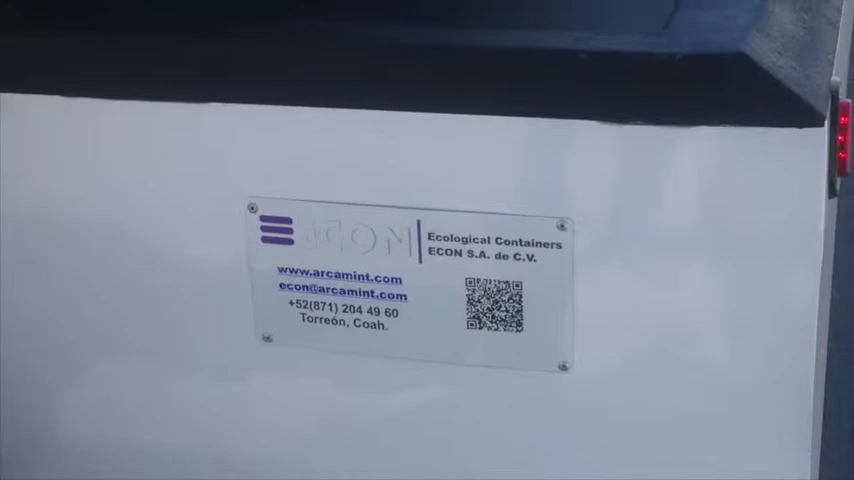 ECON
Ecological Containers
ECON S.A. de C.V.
www.arcamint.com
econ@arcamint.com
+52(871) 204 49 60
Torreón, Coah.